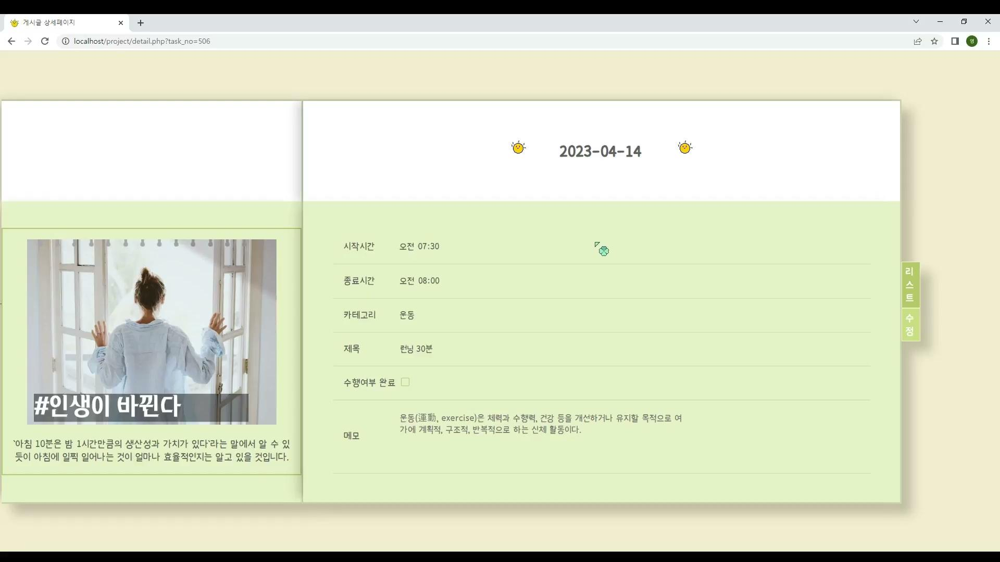 게시글 상세페이지
localhost/project/detail.php?task_no=506
영
2023-04-14
#인생이 바뀐다
`아침 10분은 밤 1시간만큼의 생산성과 가치가 있다`라는 말에서 알 수 있
듯이 아침에 일찍 일어나는 것이 얼마나 효율적인지는 알고 있을 것입니다.
시작시간 오전 07:30
종료시간 오전 08:00
카테고리 운동
제목 런닝 30분
수행여부 완료
메모
운동(運動, exercise)은 체력과 수행력, 건강 등을 개선하거나 유지할 목적으로 여
가에 계획적, 구조적, 반복적으로 하는 신체 활동이다.
리스트
수정